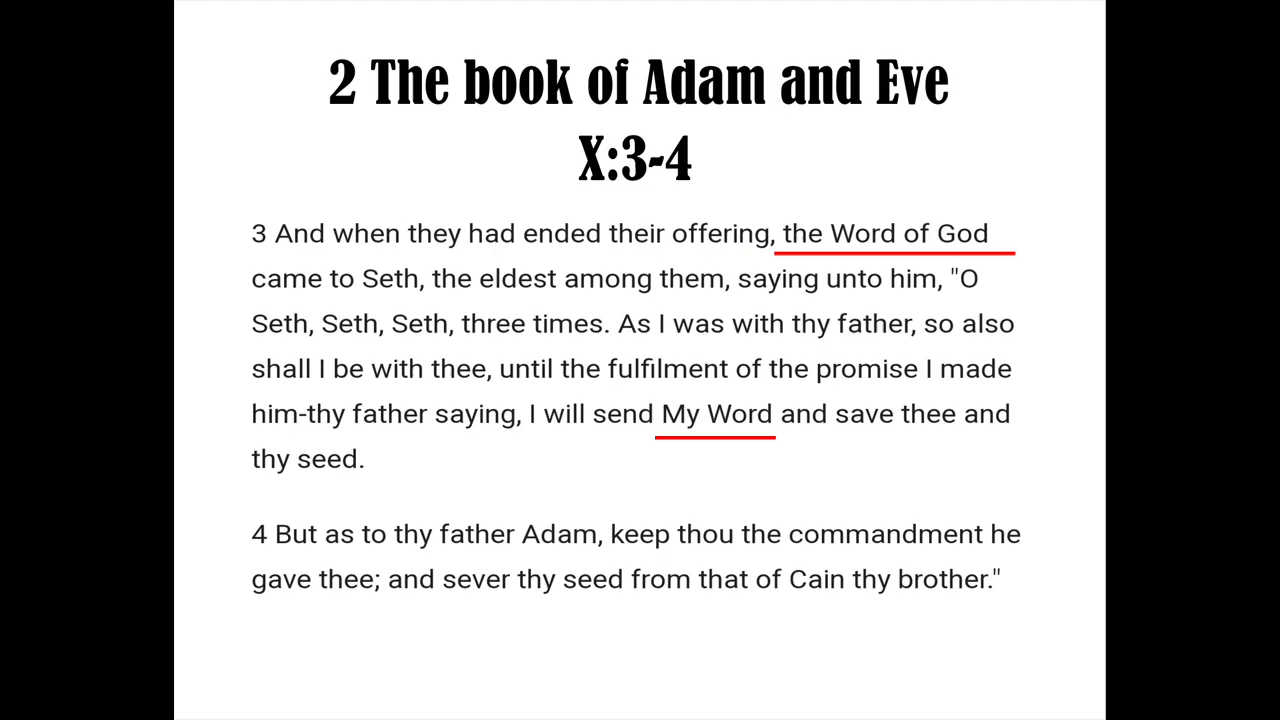 2 The book of Adam and Eve
X:3-4
3 And when they had ended their offering, the Word of God
came to Seth, the eldest among them, saying unto him, "O
Seth, Seth, Seth, three times. As I was with thy father, so also
shall I be with thee, until the fulfilment of the promise I made
him-thy father saying, I will send My Word and save thee and
thy seed.
4 But as to thy father Adam, keep thou the commandment he
gave thee; and sever thy seed from that of Cain thy brother."